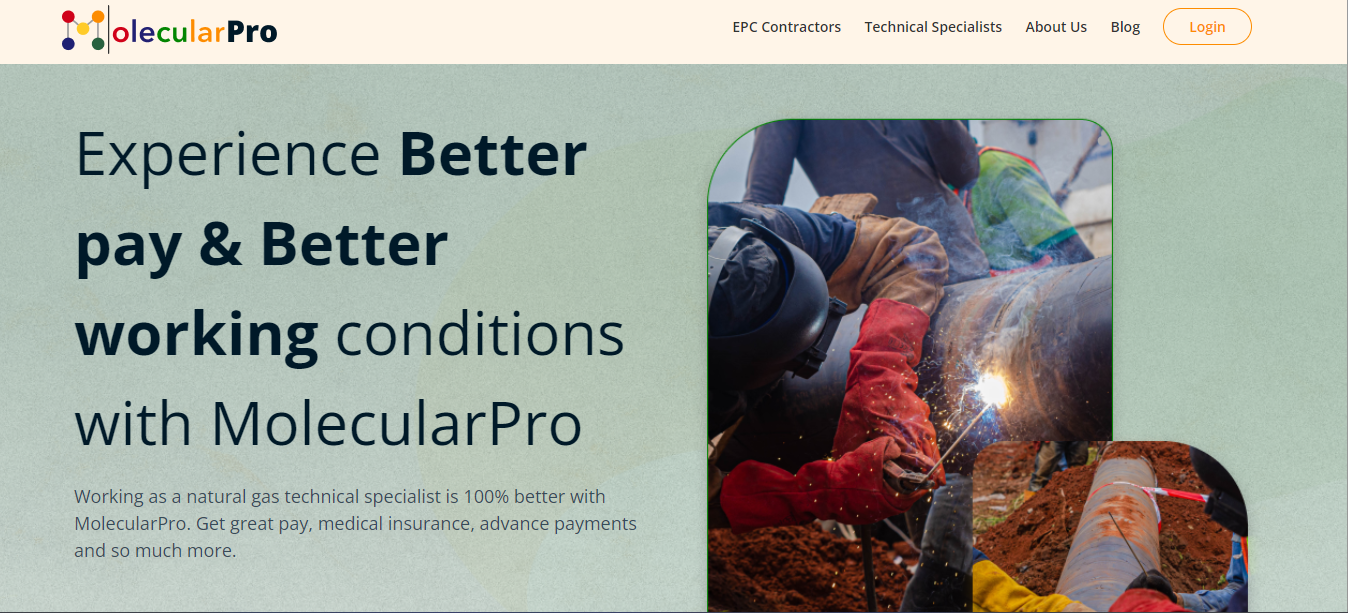 MolecularPro
EPC Contractors
Technical Specialists
About Us
Blog
Login
Experience Better
pay & Better
working conditions
with MolecularPro
Working as a natural gas technical specialist is 100% better with
MolecularPro. Get great pay, medical insurance, advance payments
and so much more.